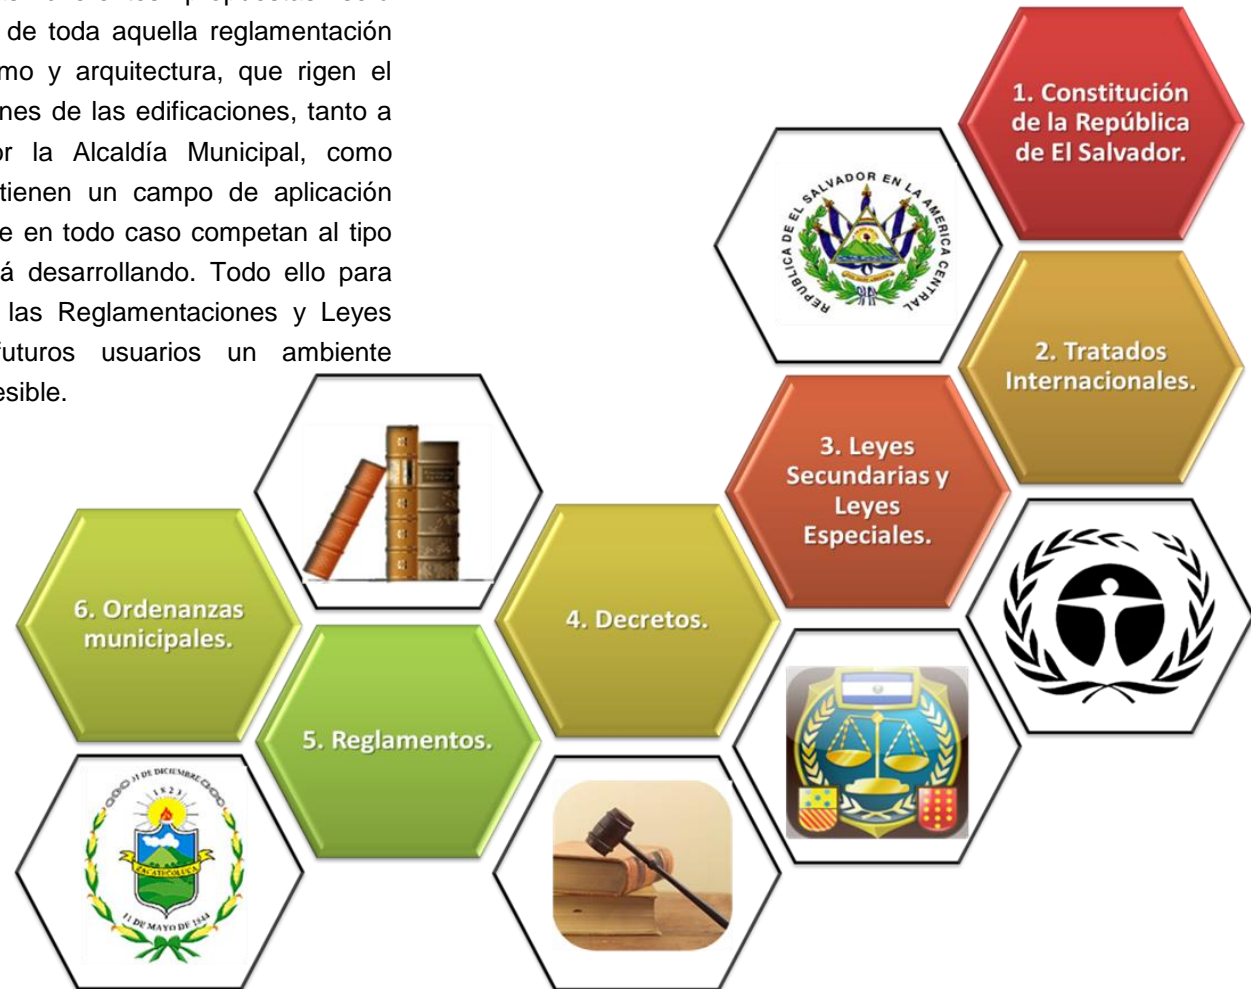 de toda aquella reglamentación
mo y arquitectura, que rigen el
nes de las edificaciones, tanto a
or la Alcaldía Municipal, como
tienen un campo de aplicación
e en todo caso competan al tipo
á desarrollando. Todo ello para
las Reglamentaciones y Leyes
futuros usuarios un ambiente
esible.
1. Constitución
de la República
de El Salvador.
REPUBLICA DE EL SALVADOR EN LA AMERICA CENTRAL
2. Tratados
Internacionales.
3. Leyes
Secundarias y
Leyes
Especiales.
4. Decretos.
5. Reglamentos.
6. Ordenanzas
municipales.
31 DE DICIEMBRE
1823
ZACATECOLUCA
11 DE MAYO DE 1844